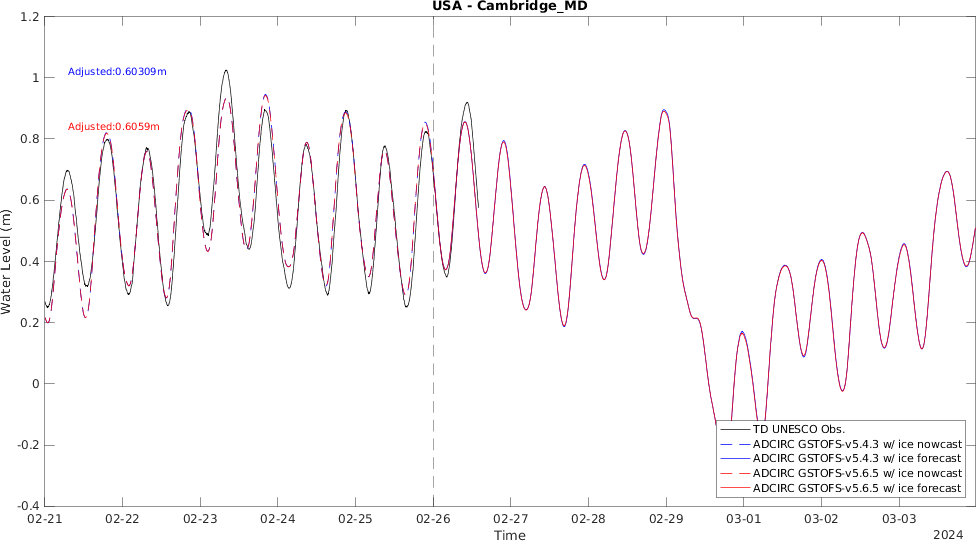 USA - Cambridge_MD
1.2
1
0.8
0.6
0.4
0.2
0
-0.2
-0.4
Water Level (m)
Adjusted:0.60309m
Adjusted:0.6059m
TD UNESCO Obs.
ADCIRC GSTOFS-v5.4.3 w/ ice nowcast
ADCIRC GSTOFS-v5.4.3 w/ ice forecast
ADCIRC GSTOFS-v5.6.5 w/ ice nowcast
ADCIRC GSTOFS-v5.6.5 w/ ice forecast
02-21 02-22 02-23 02-24 02-25 02-26 02-27 02-28 02-29 03-01 03-02 03-03
Time
2024